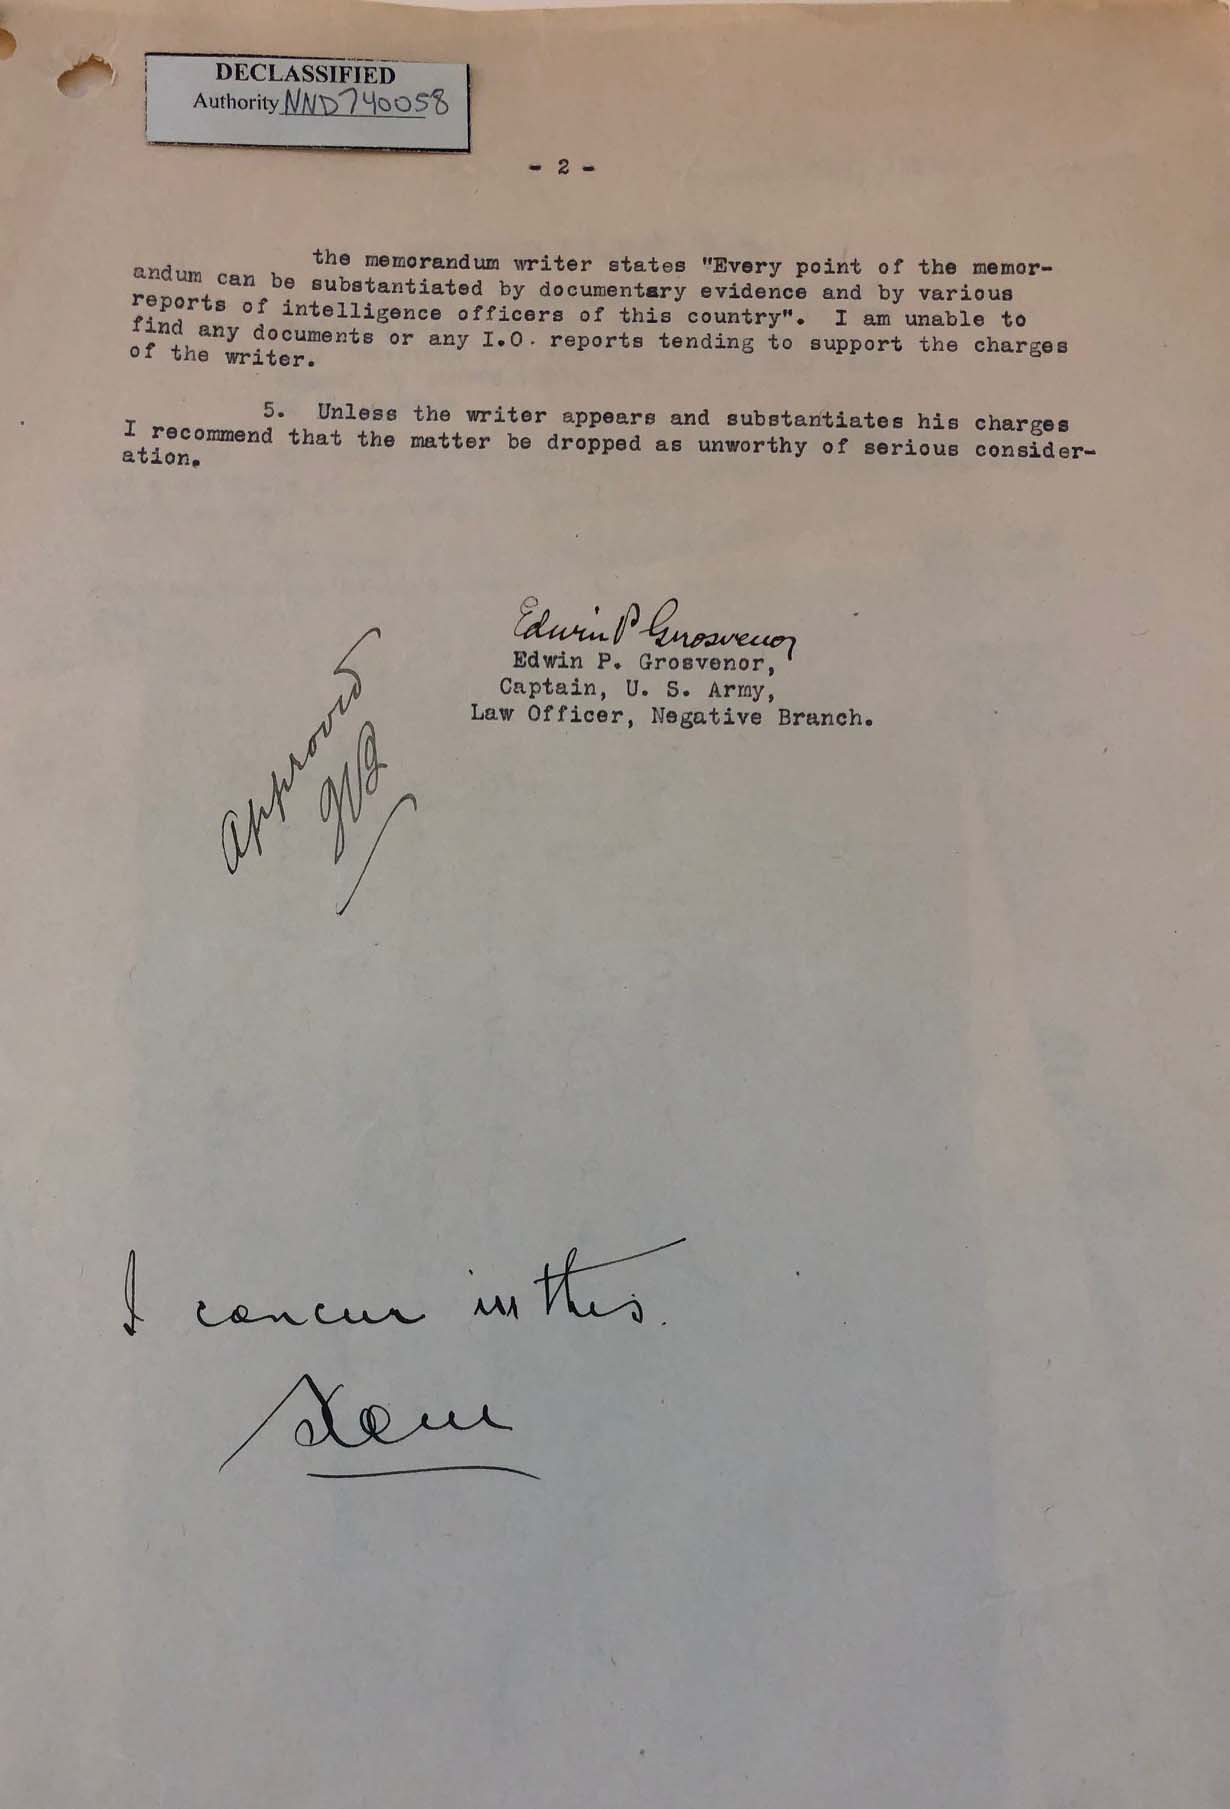 DECLASSIFIED
Authority NND740058
- 2 -
the memorandum writer states "Every point of the memor-
andum can be substantiated by documentary evidence and by various
reports of intelligence officers of this country". I am unable to
find any documents or any I.O. reports tending to support the charges
of the writer.
5. Unless the writer appears and substantiates his charges
I recommend that the matter be dropped as unworthy of serious consider-
ation.
Edwin P Grosvenor
Edwin P. Grosvenor,
Captain, U. S. Army,
Law Officer, Negative Branch.
Approved
I concur in this.